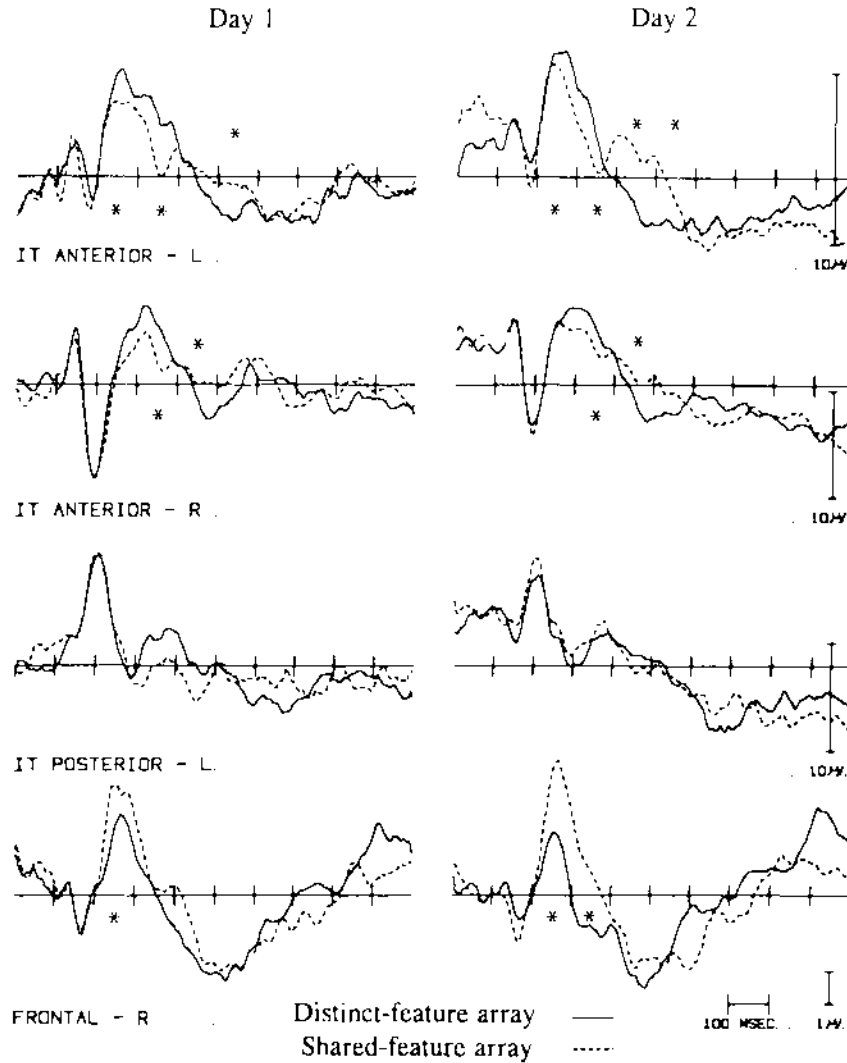 Day 1
Day 2
* * *
* * * *
IT ANTERIOR - L.
10μV.
* *
* *
IT ANTERIOR - R.
10μV.
IT POSTERIOR - L.
10μV.
* * *
FRONTAL - R
Distinct-feature array
Shared-feature array
100 MSEC.
1μV.